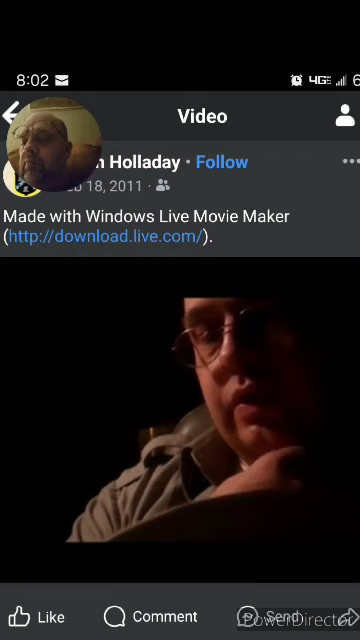 8:02 4G
Video
Holladay · Follow
18, 2011 ·
Made with Windows Live Movie Maker
(http://download.live.com/).
Like Comment Send
PowerDirector